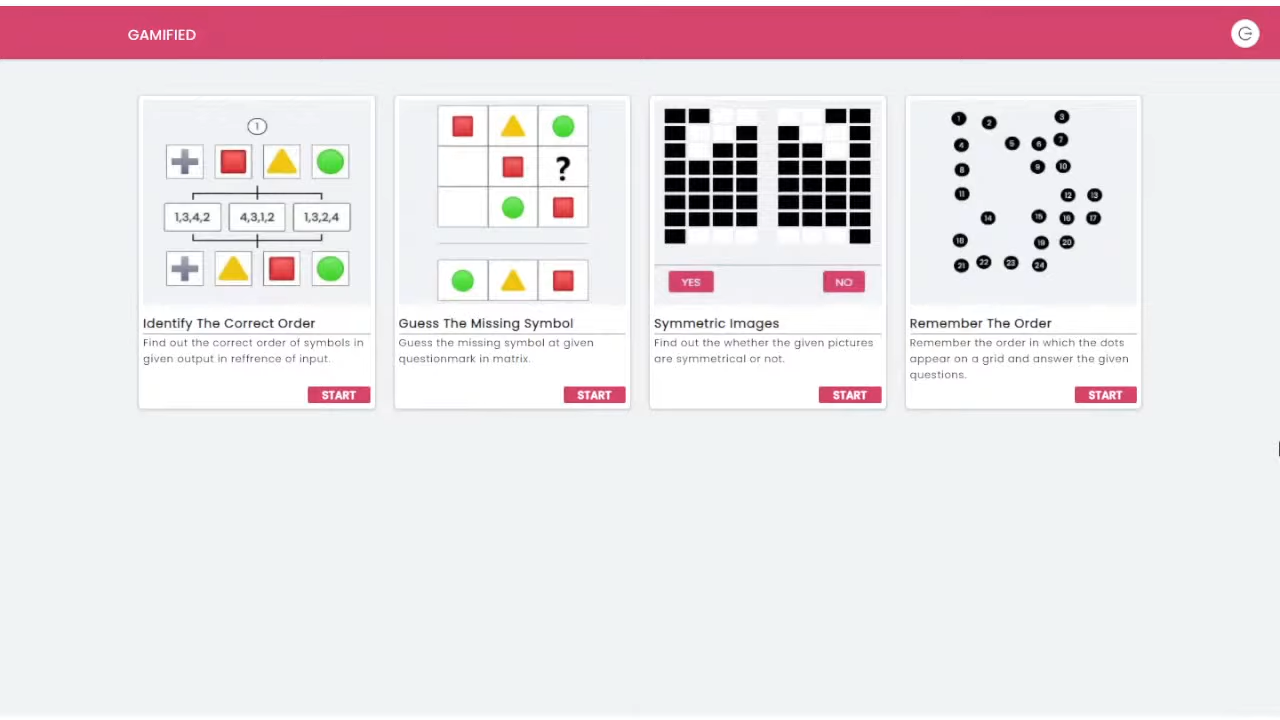 GAMIFIED
1
1,3,4,2
4,3,1,2
1,3,2,4
Identify The Correct Order
Find out the correct order of symbols in
given output in reffrence of input.
START
?
Guess The Missing Symbol
Guess the missing symbol at given
questionmark in matrix.
START
YES
NO
Symmetric Images
Find out the whether the given pictures
are symmetrical or not.
START
1 2 3
4 5 6 7
8 9 10
11 12 13
14 15 16 17
18 19 20
21 22 23 24
Remember The Order
Remember the order in which the dots
appear on a grid and answer the given
questions.
START